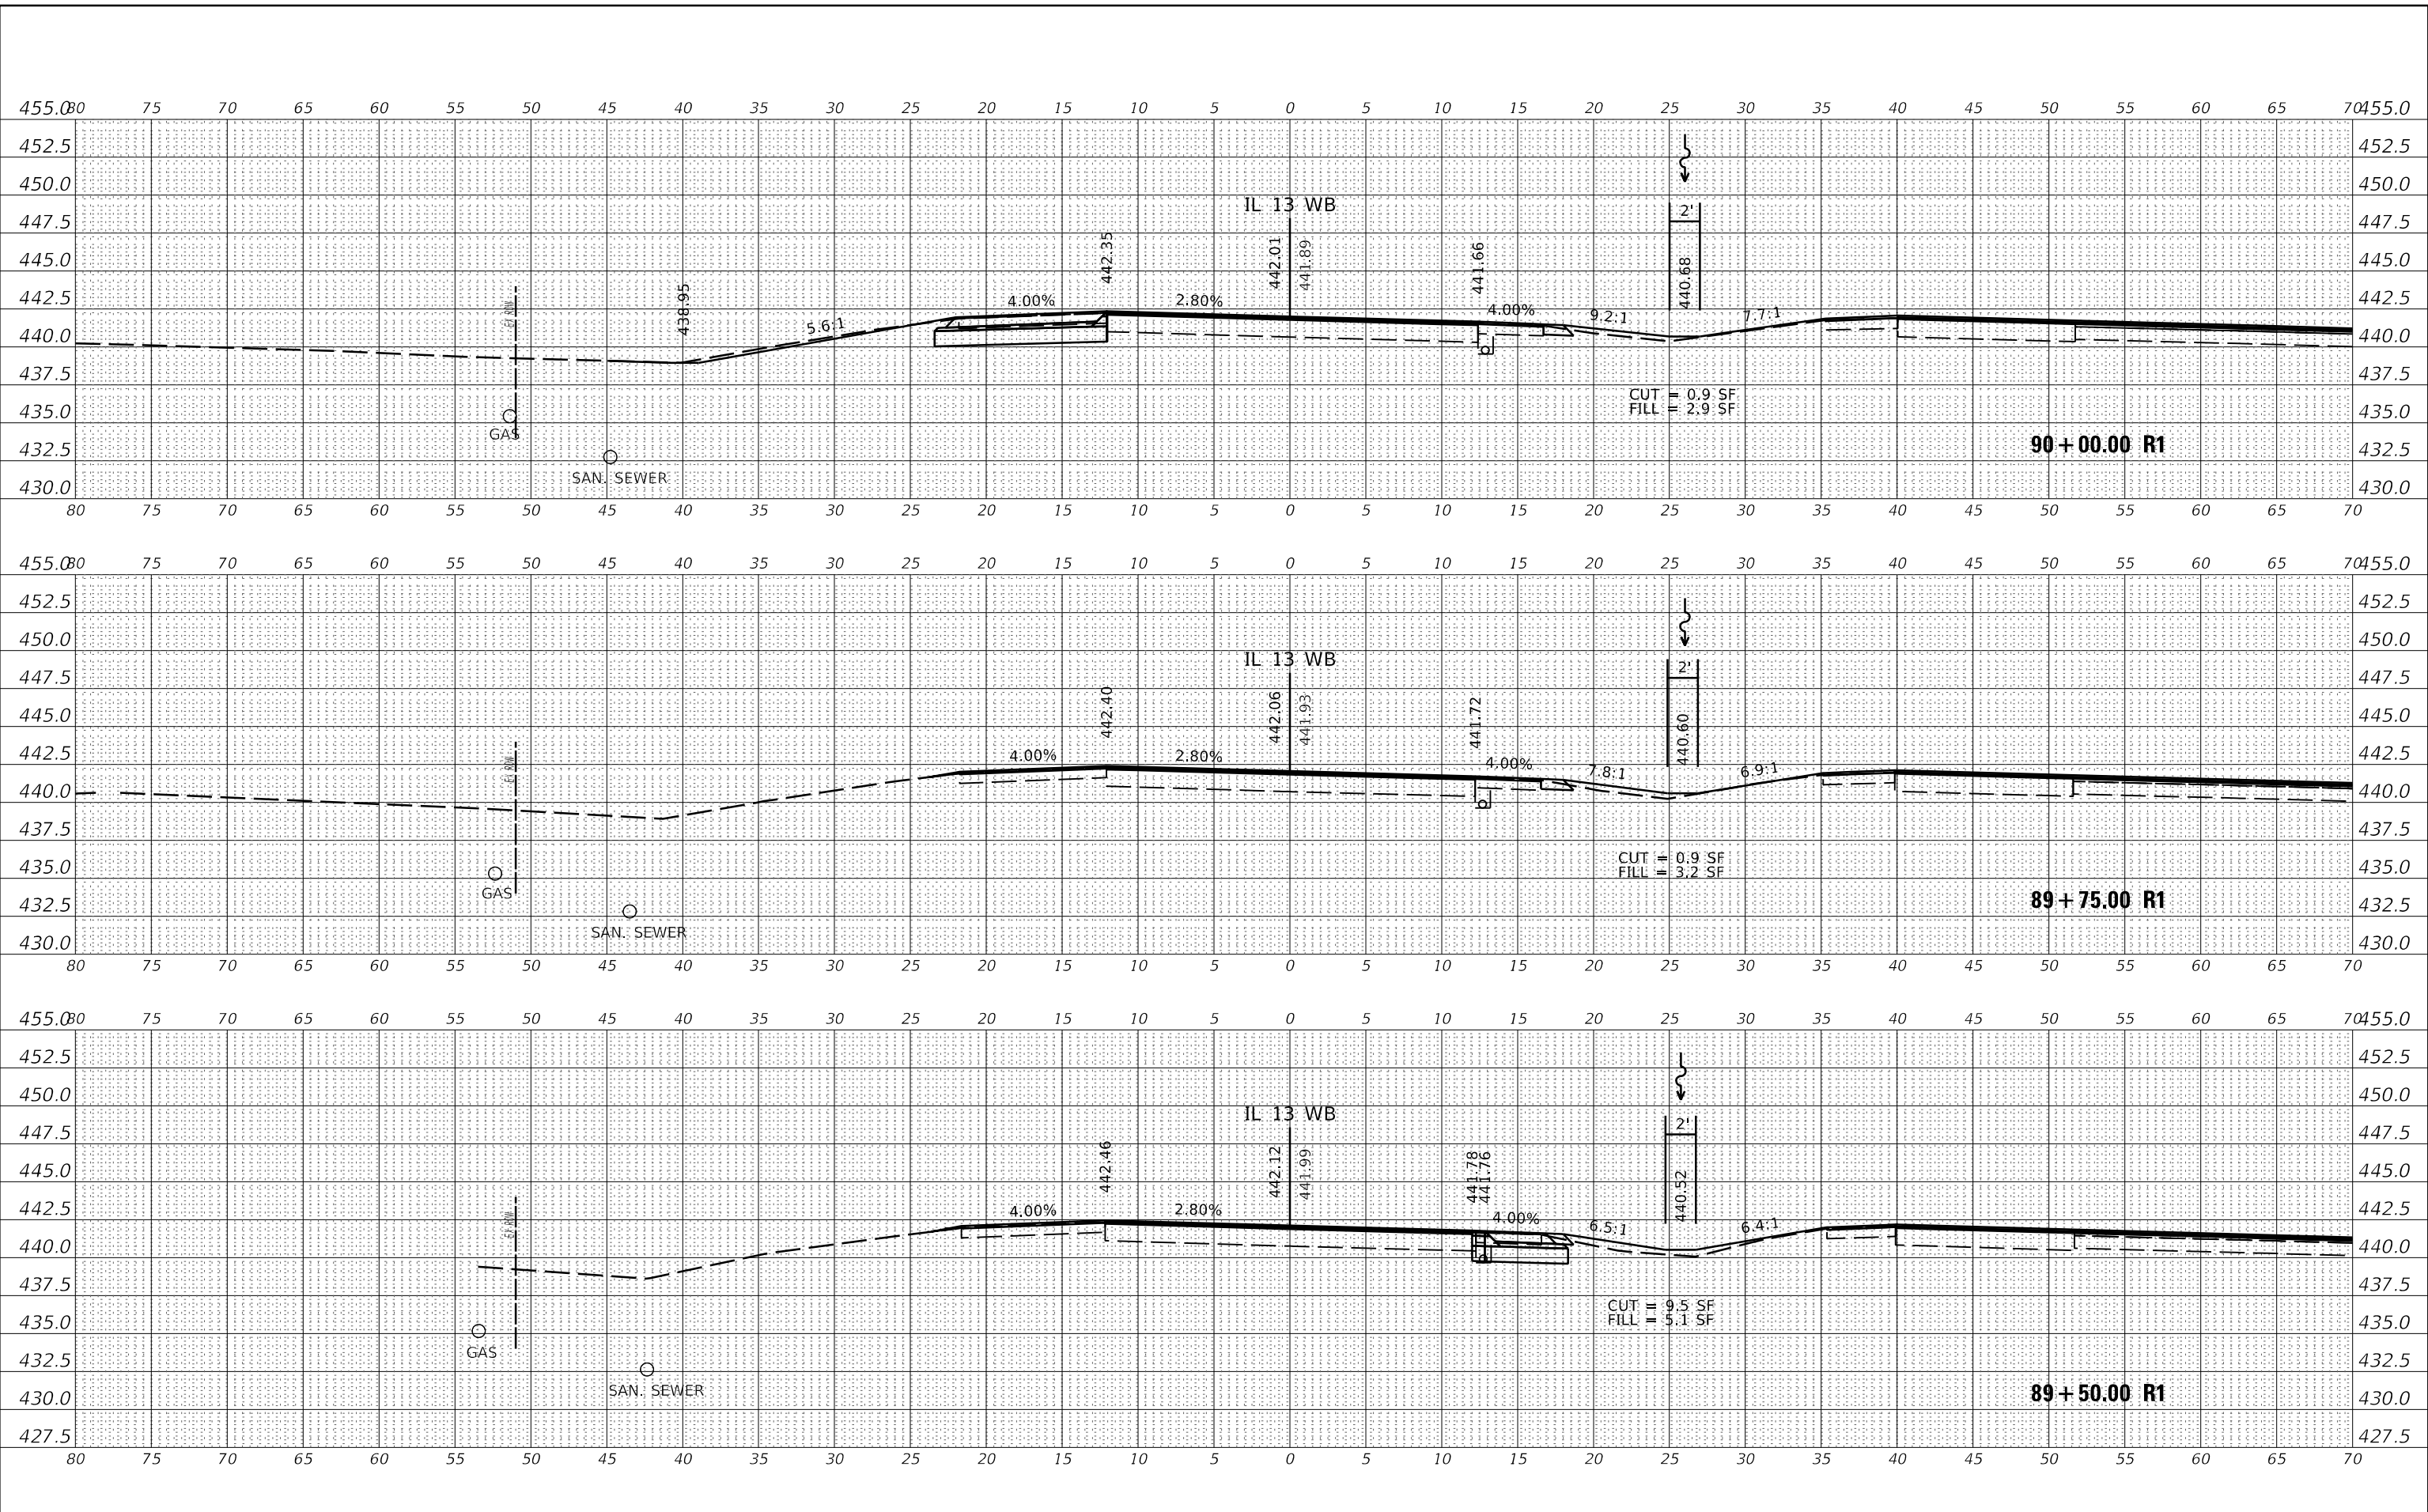 455.0 80 75 70 65 60 55 50 45 40 35 30 25 20 15 10 5 0 5 10 15 20 25 30 35 40 45 50 55 60 65 70 455.0
452.5 452.5
450.0 450.0
IL 13 WB
447.5 2' 447.5
445.0 442.35 442.01 441.89 441.66 440.68 445.0
442.5 EX ROW 438.95 4.00% 2.80% 4.00% 9.2:1 7.7:1 442.5
5.6:1
440.0 440.0
437.5 437.5
CUT = 0.9 SF
FILL = 2.9 SF
435.0 435.0
GAS
432.5 90+00.00 R1 432.5
SAN. SEWER
430.0 430.0
80 75 70 65 60 55 50 45 40 35 30 25 20 15 10 5 0 5 10 15 20 25 30 35 40 45 50 55 60 65 70
455.0 80 75 70 65 60 55 50 45 40 35 30 25 20 15 10 5 0 5 10 15 20 25 30 35 40 45 50 55 60 65 70 455.0
452.5 452.5
450.0 450.0
IL 13 WB
447.5 2' 447.5
445.0 442.40 442.06 441.93 441.72 440.60 445.0
442.5 EX ROW 4.00% 2.80% 4.00% 7.8:1 6.9:1 442.5
440.0 440.0
437.5 437.5
CUT = 0.9 SF
FILL = 3.2 SF
435.0 435.0
GAS
432.5 89+75.00 R1 432.5
SAN. SEWER
430.0 430.0
80 75 70 65 60 55 50 45 40 35 30 25 20 15 10 5 0 5 10 15 20 25 30 35 40 45 50 55 60 65 70
455.0 80 75 70 65 60 55 50 45 40 35 30 25 20 15 10 5 0 5 10 15 20 25 30 35 40 45 50 55 60 65 70 455.0
452.5 452.5
450.0 450.0
IL 13 WB
447.5 2' 447.5
445.0 442.46 442.12 441.99 441.78 441.76 440.52 445.0
442.5 EX ROW 4.00% 2.80% 4.00% 6.5:1 6.4:1 442.5
440.0 440.0
437.5 437.5
CUT = 9.5 SF
FILL = 5.1 SF
435.0 435.0
GAS
432.5 432.5
SAN. SEWER
430.0 89+50.00 R1 430.0
427.5 427.5
80 75 70 65 60 55 50 45 40 35 30 25 20 15 10 5 0 5 10 15 20 25 30 35 40 45 50 55 60 65 70